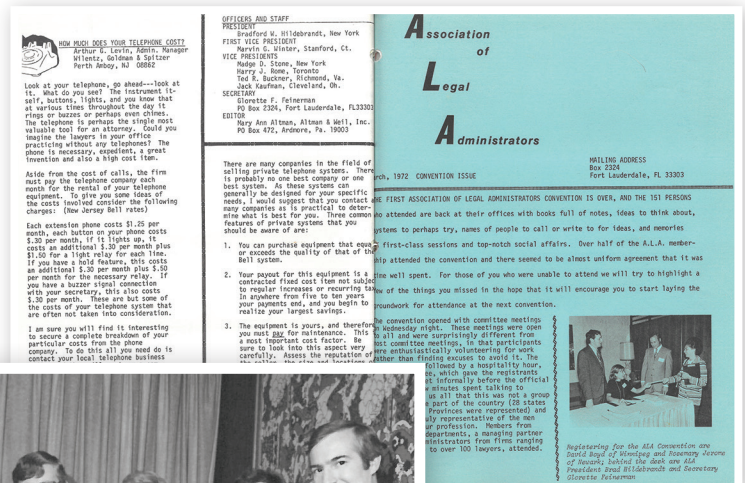 HOW MUCH DOES YOUR TELEPHONE COST?
Arthur G. Levin, Admin. Manager
Wilentz, Goldman & Spitzer
Perth Amboy, NJ 08862
Look at your telephone, go ahead---look at
it. What do you see? The instrument it-
self, buttons, lights, and you know that
at various times throughout the day it
rings or buzzes or perhaps even chimes.
The telephone is perhaps the single most
valuable tool for an attorney. Could you
imagine the lawyers in your office
practicing without any telephones? The
phone is necessary, expedient, a great
invention and also a high cost item.
Aside from the cost of calls, the firm
must pay the telephone company each
month for the rental of your telephone
equipment. To give you some ideas of
the costs involved consider the following
charges: (New Jersey Bell rates)
Each extension phone costs $1.25 per
month, each button on your phone costs
$.30 per month, if it lights up, it
costs an additional $.30 per month plus
$1.50 for a light relay for each line.
If you have a hold feature, this costs
an additional $.30 per month plus $.50
per month for the necessary relay. If
you have a buzzer signal connection
with your secretary, this also costs
$.30 per month. These are but some of
the costs of your telephone system that
are often not taken into consideration.
I am sure you will find it interesting
to secure a complete breakdown of your
particular costs from the phone
company. To do this all you need do is
contact your local telephone business
OFFICERS AND STAFF
PRESIDENT
Bradford W. Hildebrandt, New York
FIRST VICE PRESIDENT
Marvin G. Winter, Stamford, Ct.
VICE PRESIDENTS
Madge D. Stone, New York
Harry J. Rome, Toronto
Ted R. Buckner, Richmond, Va.
Jack Kaufman, Cleveland, Oh.
SECRETARY
Glorette F. Feinerman
PO Box 2324, Fort Lauderdale, FL33303
EDITOR
Mary Ann Altman, Altman & Weil, Inc.
PO Box 472, Ardmore, Pa. 19003
There are many companies in the field of
selling private telephone systems. There
is probably no one best company or one
best system. As these systems can
generally be designed for your specific
needs, I would suggest that you contact
many companies as is practical to deter-
mine what is best for you. Three common
features of private systems that you
should be aware of are:
1. You can purchase equipment that equa
or exceeds the quality of that of the
Bell system.
2. Your payout for this equipment is a
contracted fixed cost item not subjec
to regular increases or recurring tax
In anywhere from five to ten years
your payments end, and you begin to
realize your largest savings.
3. The equipment is yours, and therefor
you must pay for maintenance. This
a most important cost factor. Be
sure to look into this aspect very
carefully. Assess the reputation of
Association
of
Legal
Administrators
MAILING ADDRESS
Box 2324
Fort Lauderdale, FL 33303
rch, 1972 CONVENTION ISSUE
HE FIRST ASSOCIATION OF LEGAL ADMINISTRATORS CONVENTION IS OVER, AND THE 151 PERSONS
ho attended are back at their offices with books full of notes, ideas to think about,
ystems to perhaps try, names of people to call or write to for ideas, and memories
first-class sessions and top-notch social affairs. Over half of the A.L.A. member-
hip attended the convention and there seemed to be almost uniform agreement that it was
ime well spent. For those of you who were unable to attend we will try to highlight a
ew of the things you missed in the hope that it will encourage you to start laying the
roundwork for attendance at the next convention.
he convention opened with committee meetings
n Wednesday night. These meetings were open
o all and were surprisingly different from
ost committee meetings, in that participants
ere enthusiastically volunteering for work
ather than finding excuses to avoid it. The
followed by a hospitality hour,
ee, which gave the registrants
et informally before the official
w minutes spent talking to
us all that this was not a group
e part of the country (28 states
Provinces were represented) and
uly representative of the men
ur profession. Members from
departments, a managing partner
ministrators from firms ranging
to over 100 lawyers, attended.
Registering for the ALA Convention are
David Boyd of Winnipeg and Rosemary Jerome
of Newark; behind the desk are ALA
President Brad Hildebrandt and Secretary
Glorette Feinerman